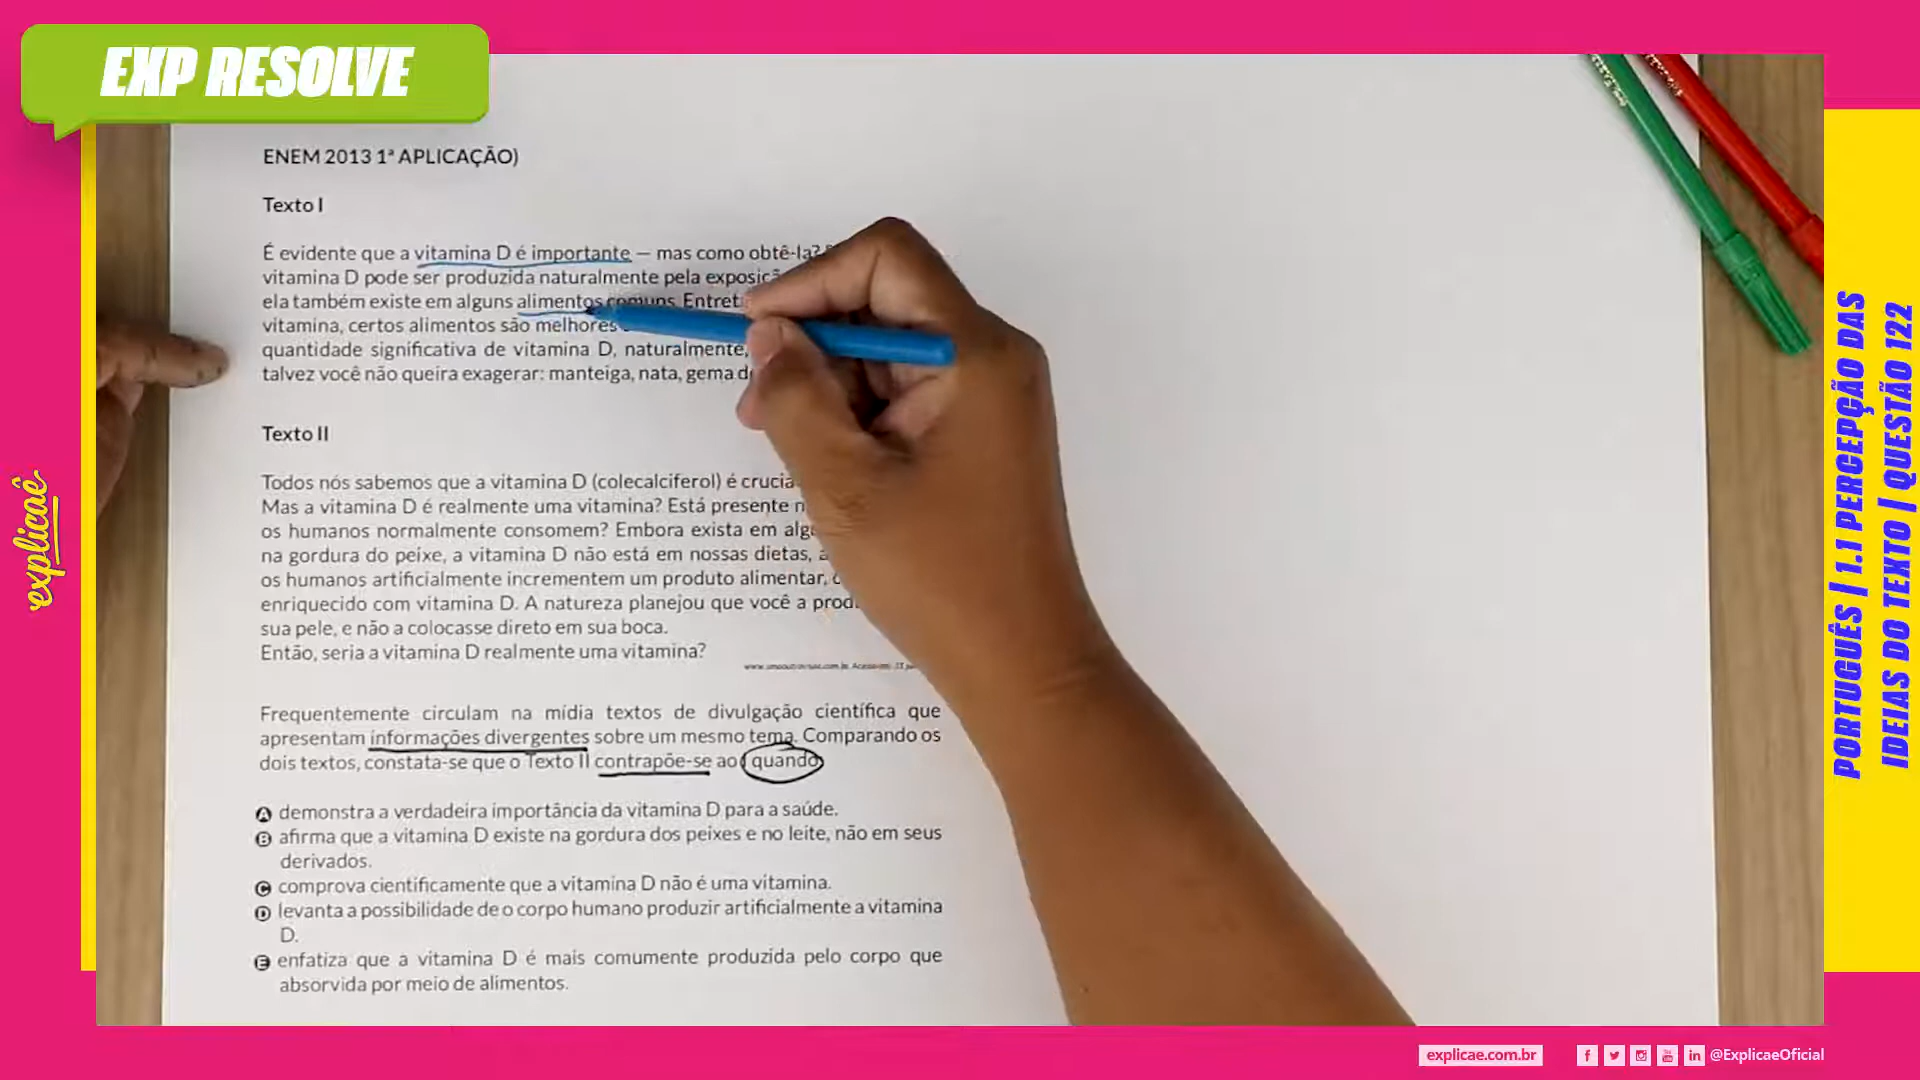 EXP RESOLVE
ENEM 2013 1ª APLICAÇÃO)
Texto I
É evidente que a vitamina D é importante — mas como obtê-la?
vitamina D pode ser produzida naturalmente pela
ela também existe em alguns alimentos comuns.
vitamina, certos alimentos são melhores
quantidade significativa de vitamina D, naturalmente,
talvez você não queira exagerar: manteiga, nata, gema
Texto II
Todos nós sabemos que a vitamina D (colecalciferol) é
Mas a vitamina D é realmente uma vitamina? Está presente
os humanos normalmente consomem? Embora exista em
na gordura do peixe, a vitamina D não está em nossas dietas,
os humanos artificialmente incrementem um produto alimentar,
enriquecido com vitamina D. A natureza planejou que você a
sua pele, e não a colocasse direto em sua boca.
Então, seria a vitamina D realmente uma vitamina?
Frequentemente circulam na mídia textos de divulgação científica que
apresentam informações divergentes sobre um mesmo tema. Comparando os
dois textos, constata-se que o Texto II contrapõe-se ao quando
A demonstra a verdadeira importância da vitamina D para a saúde.
B afirma que a vitamina D existe na gordura dos peixes e no leite, não em seus
derivados.
C comprova cientificamente que a vitamina D não é uma vitamina.
D levanta a possibilidade de o corpo humano produzir artificialmente a vitamina
D.
E enfatiza que a vitamina D é mais comumente produzida pelo corpo que
absorvida por meio de alimentos.
explicaê
PORTUGUÊS | 1.1 PERCEPÇÃO DAS
IDEIAS DO TEXTO | QUESTÃO 122
explicae.com.br
@ExplicaeOficial